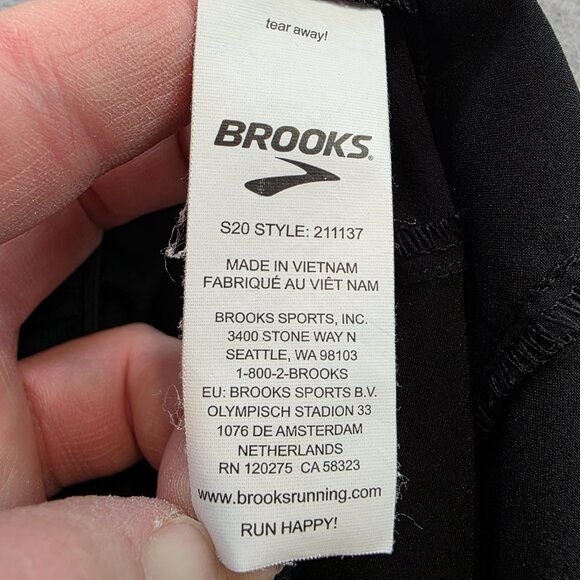 tear away!
BROOKS®
S20 STYLE: 211137
MADE IN VIETNAM
FABRIQUÉ AU VIÊT NAM
BROOKS SPORTS, INC.
3400 STONE WAY N
SEATTLE, WA 98103
1-800-2-BROOKS
EU: BROOKS SPORTS B.V.
OLYMPISCH STADION 33
1076 DE AMSTERDAM
NETHERLANDS
RN 120275 CA 58323
www.brooksrunning.com
RUN HAPPY!